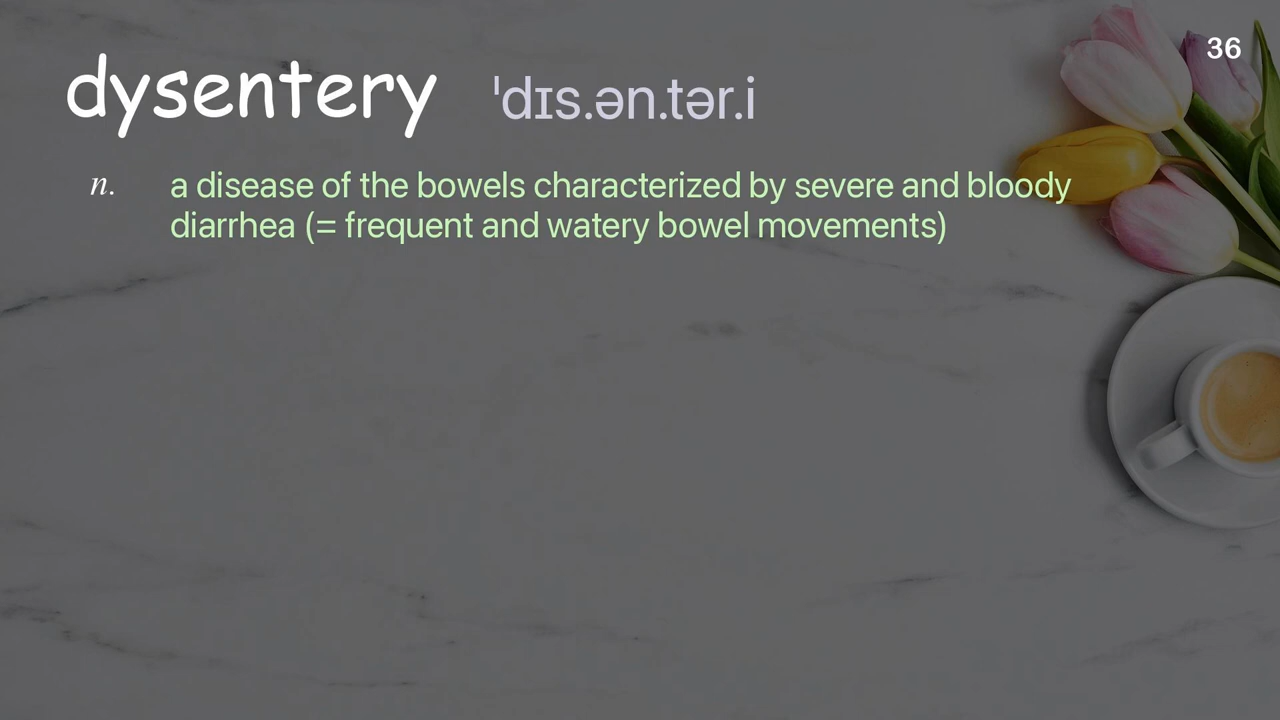 36
dysentery ˈdɪs.ən.tər.i
n. a disease of the bowels characterized by severe and bloody
diarrhea (= frequent and watery bowel movements)